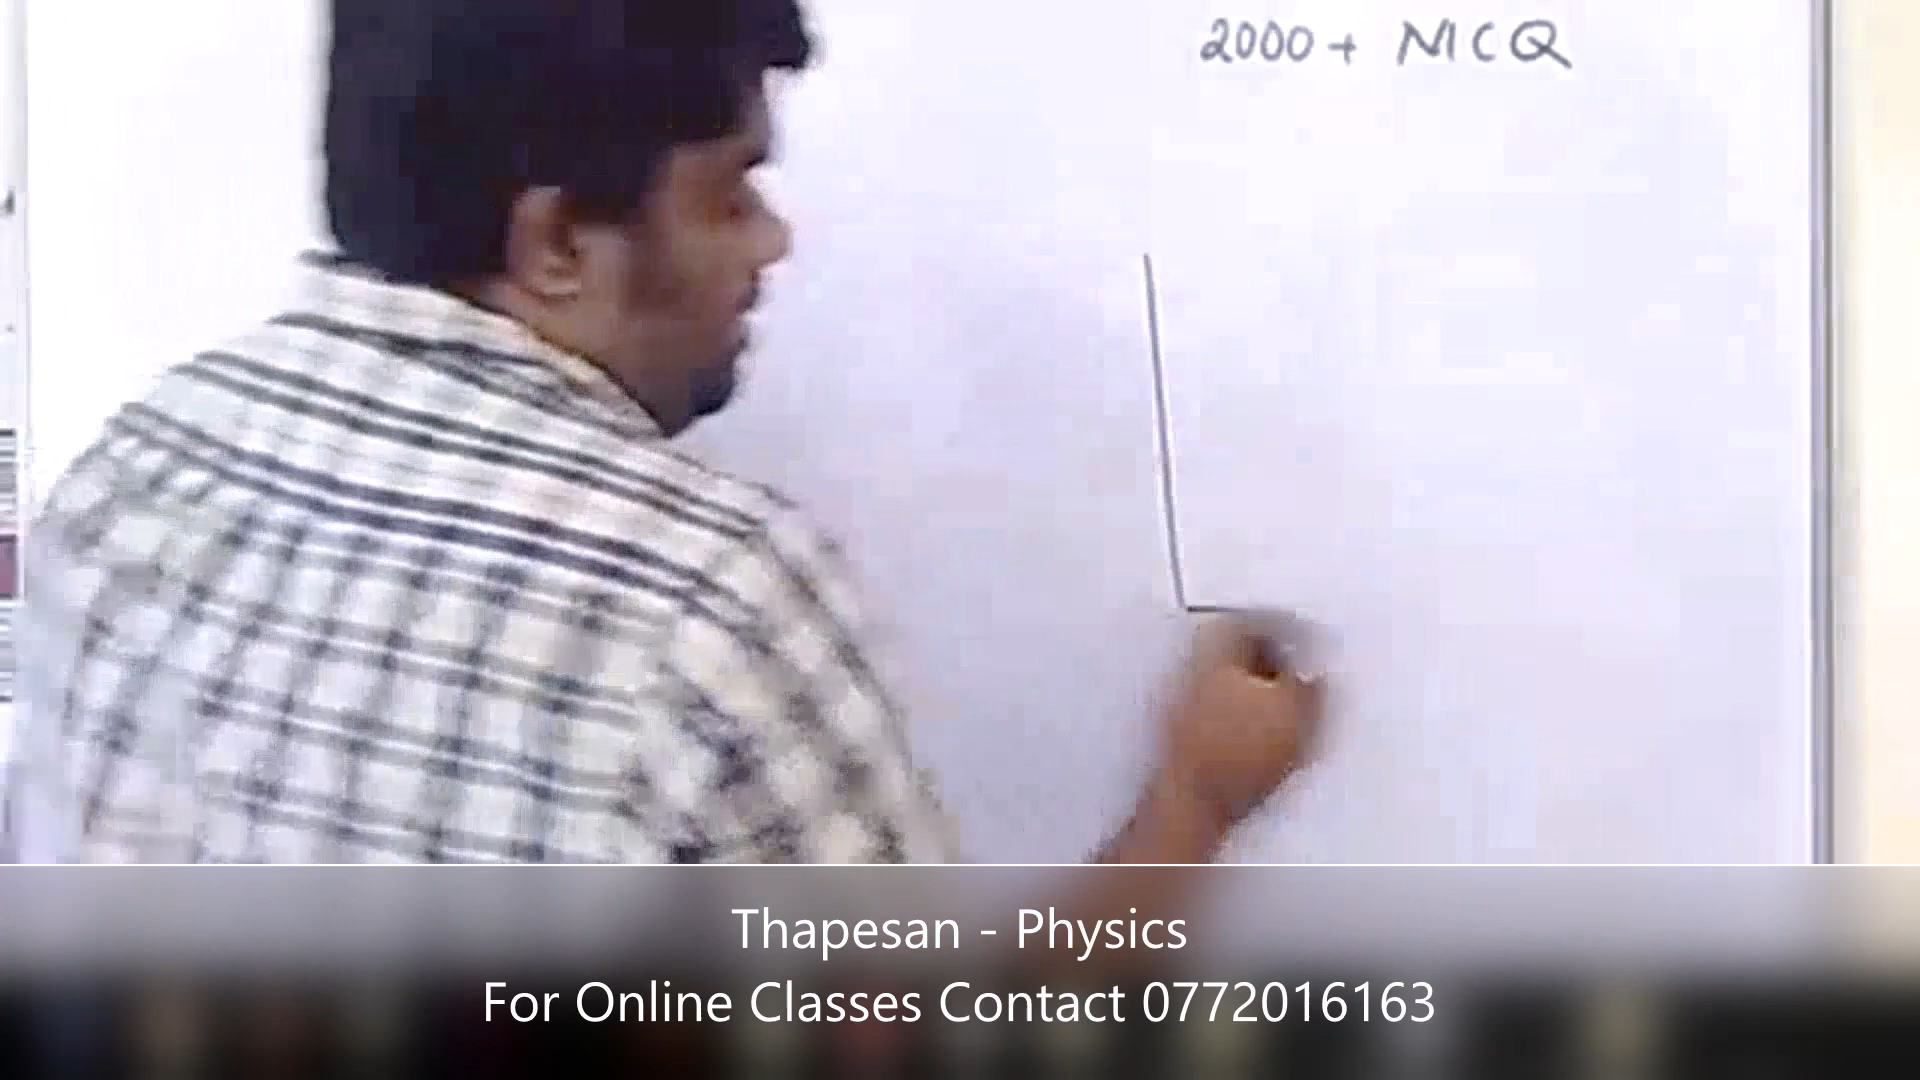 2000+ MCQ
Thapesan - Physics
For Online Classes Contact 0772016163